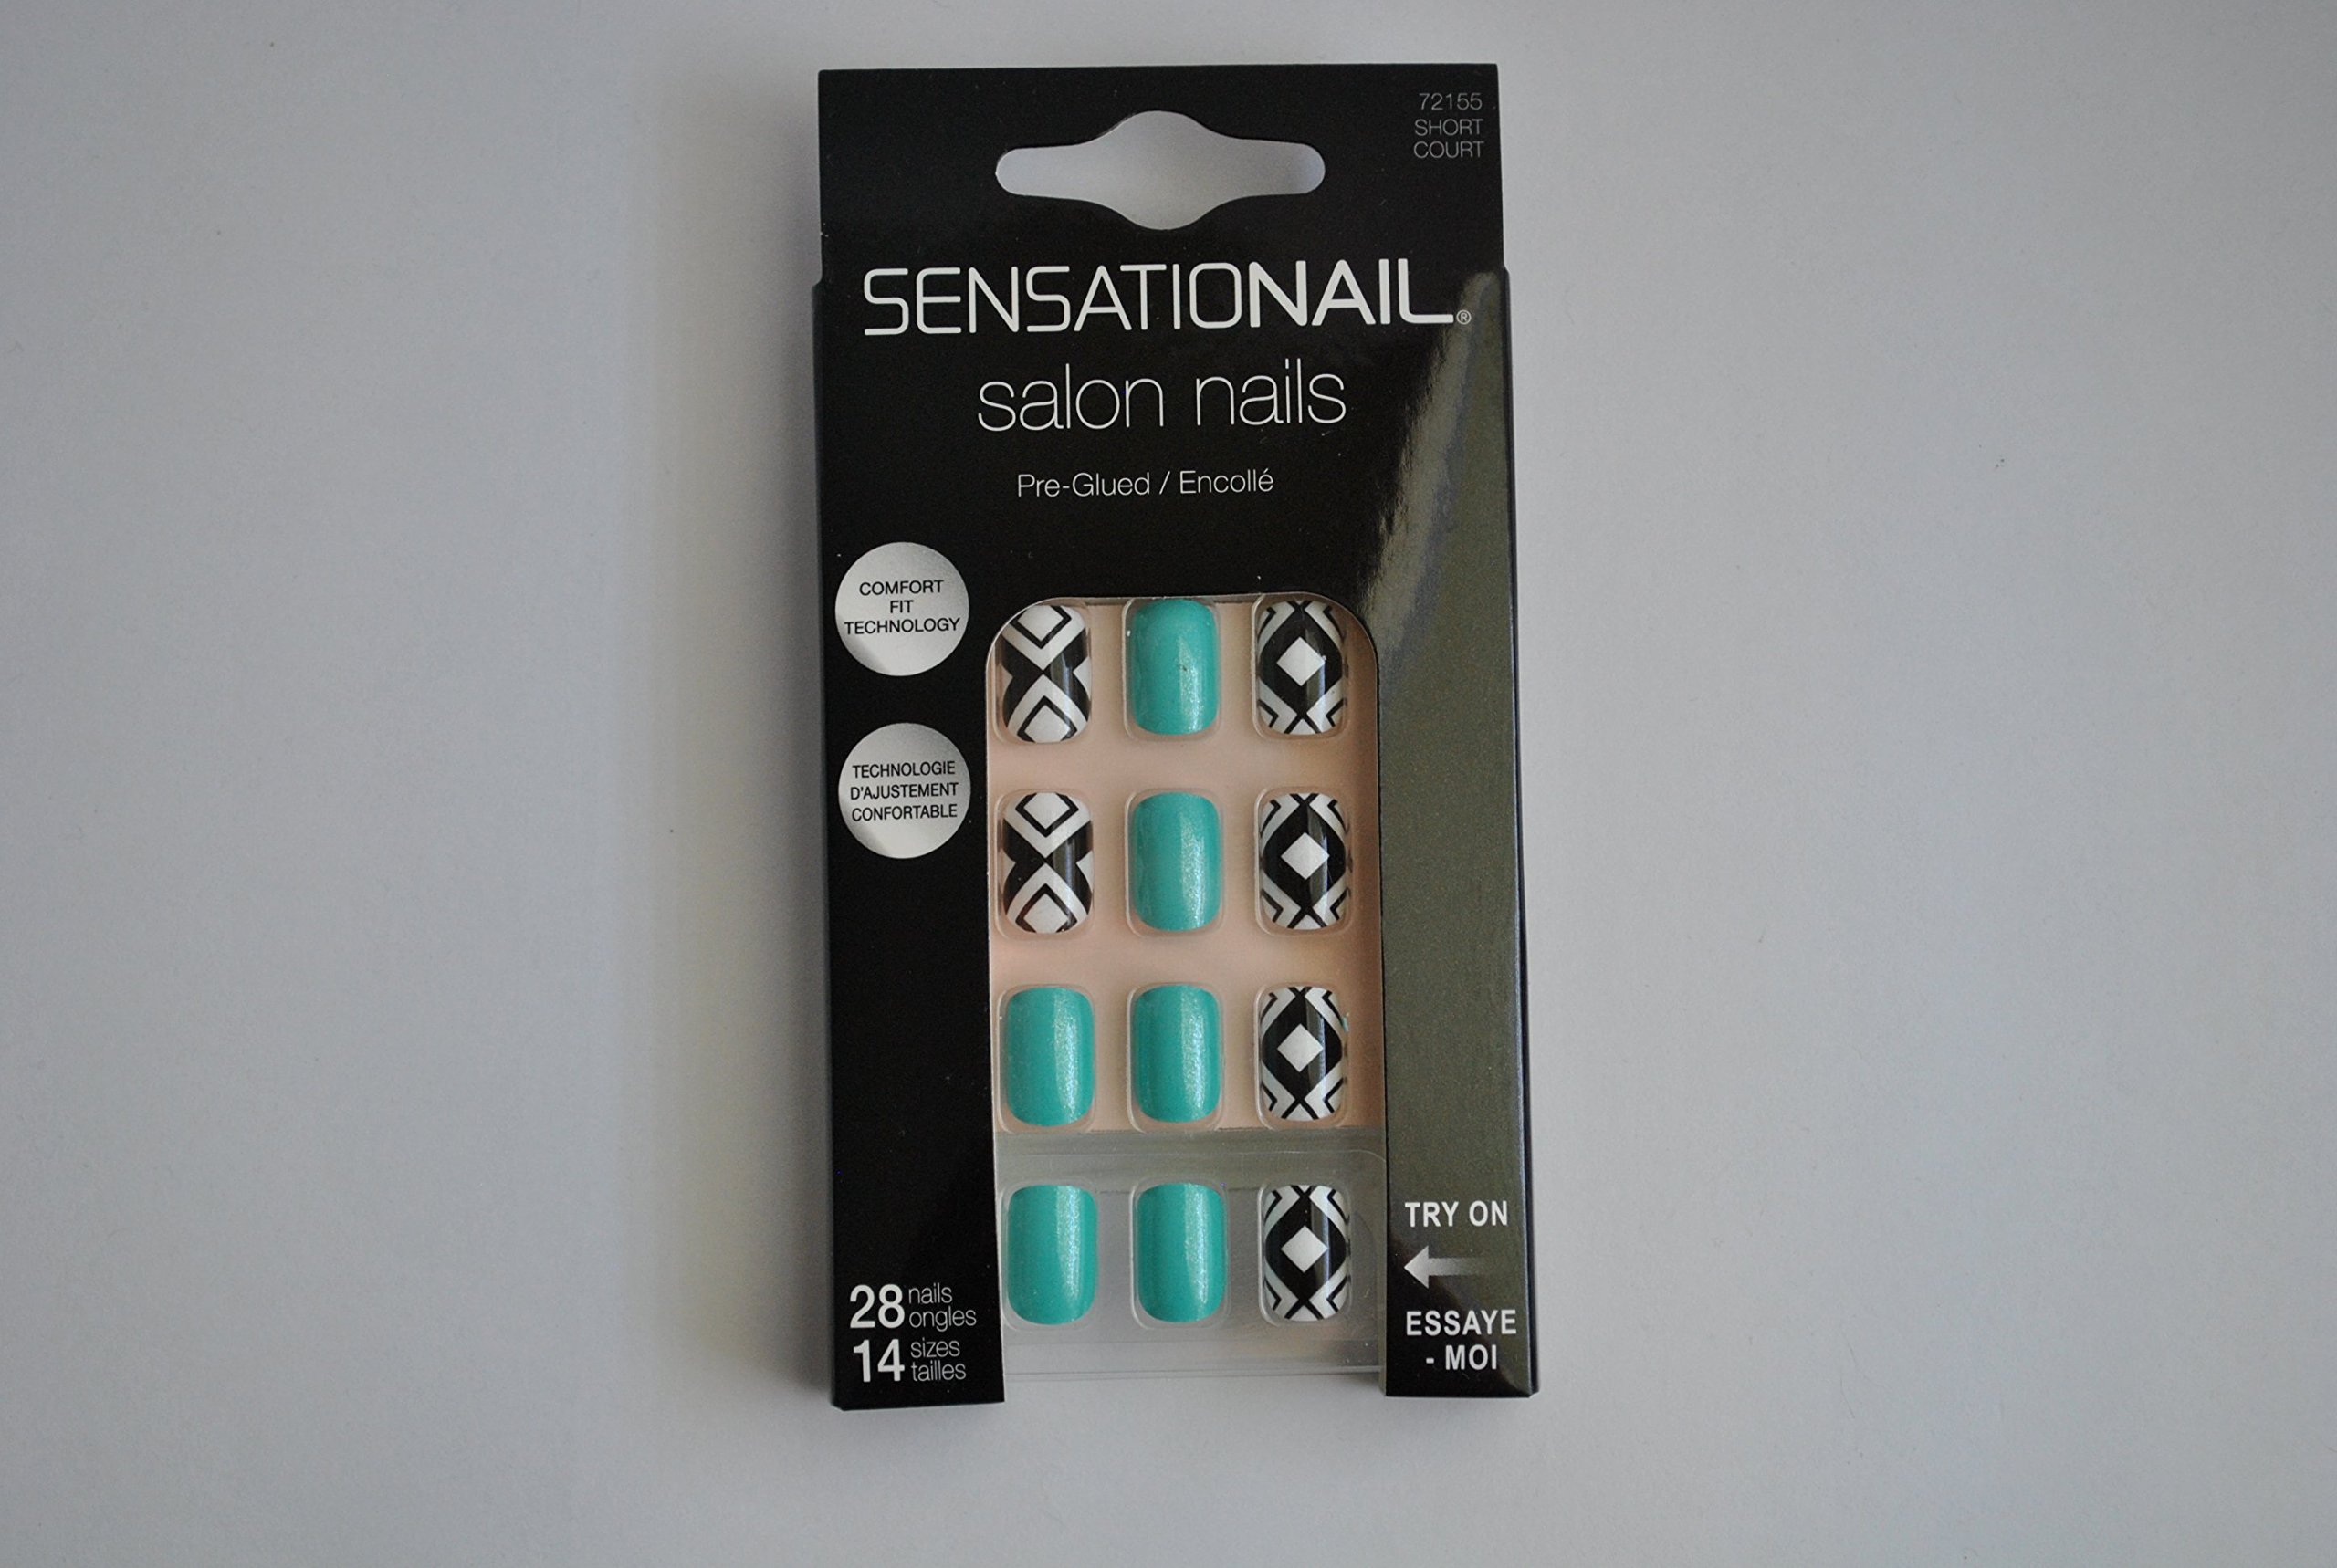 72155
SHORT
COURT
SENSATIONAIL®
salon nails
Pre-Glued / Encollé
COMFORT
FIT
TECHNOLOGY
TECHNOLOGIE
D'AJUSTEMENT
CONFORTABLE
28 nails
ongles
14 sizes
tailles
TRY ON
ESSAYE
- MOI